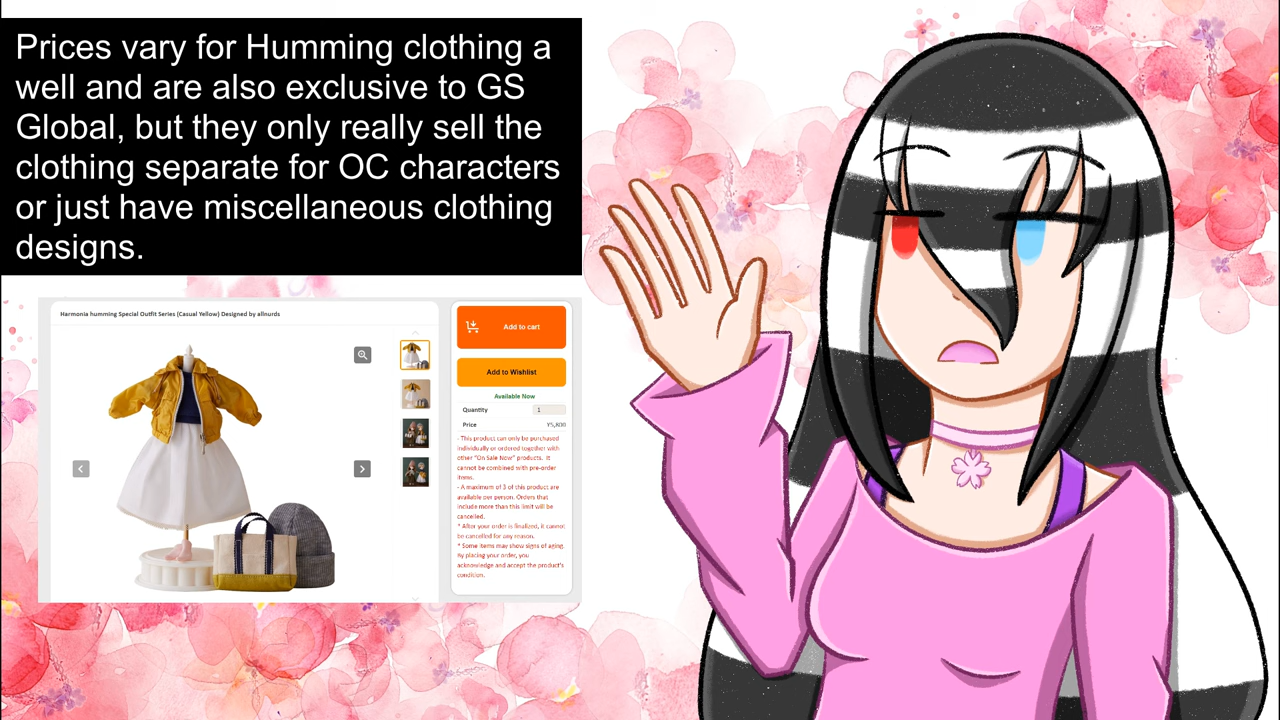 Prices vary for Humming clothing a
well and are also exclusive to GS
Global, but they only really sell the
clothing separate for OC characters
or just have miscellaneous clothing
designs.
Harmonia humming Special Outfit Series (Casual Yellow) Designed by allnurds
Add to cart
Add to Wishlist
Available Now
Quantity 1
Price ¥5,800
- This product can only be purchased
individually or ordered together with
other "On Sale Now" products. It
cannot be combined with pre-order
items.
- A maximum of 3 of this product are
available per person. Orders that
include more than this limit will be
cancelled.
* After your order is finalized, it cannot
be cancelled for any reason.
* Some items may show signs of aging.
By placing your order, you
acknowledge and accept the product's
condition.